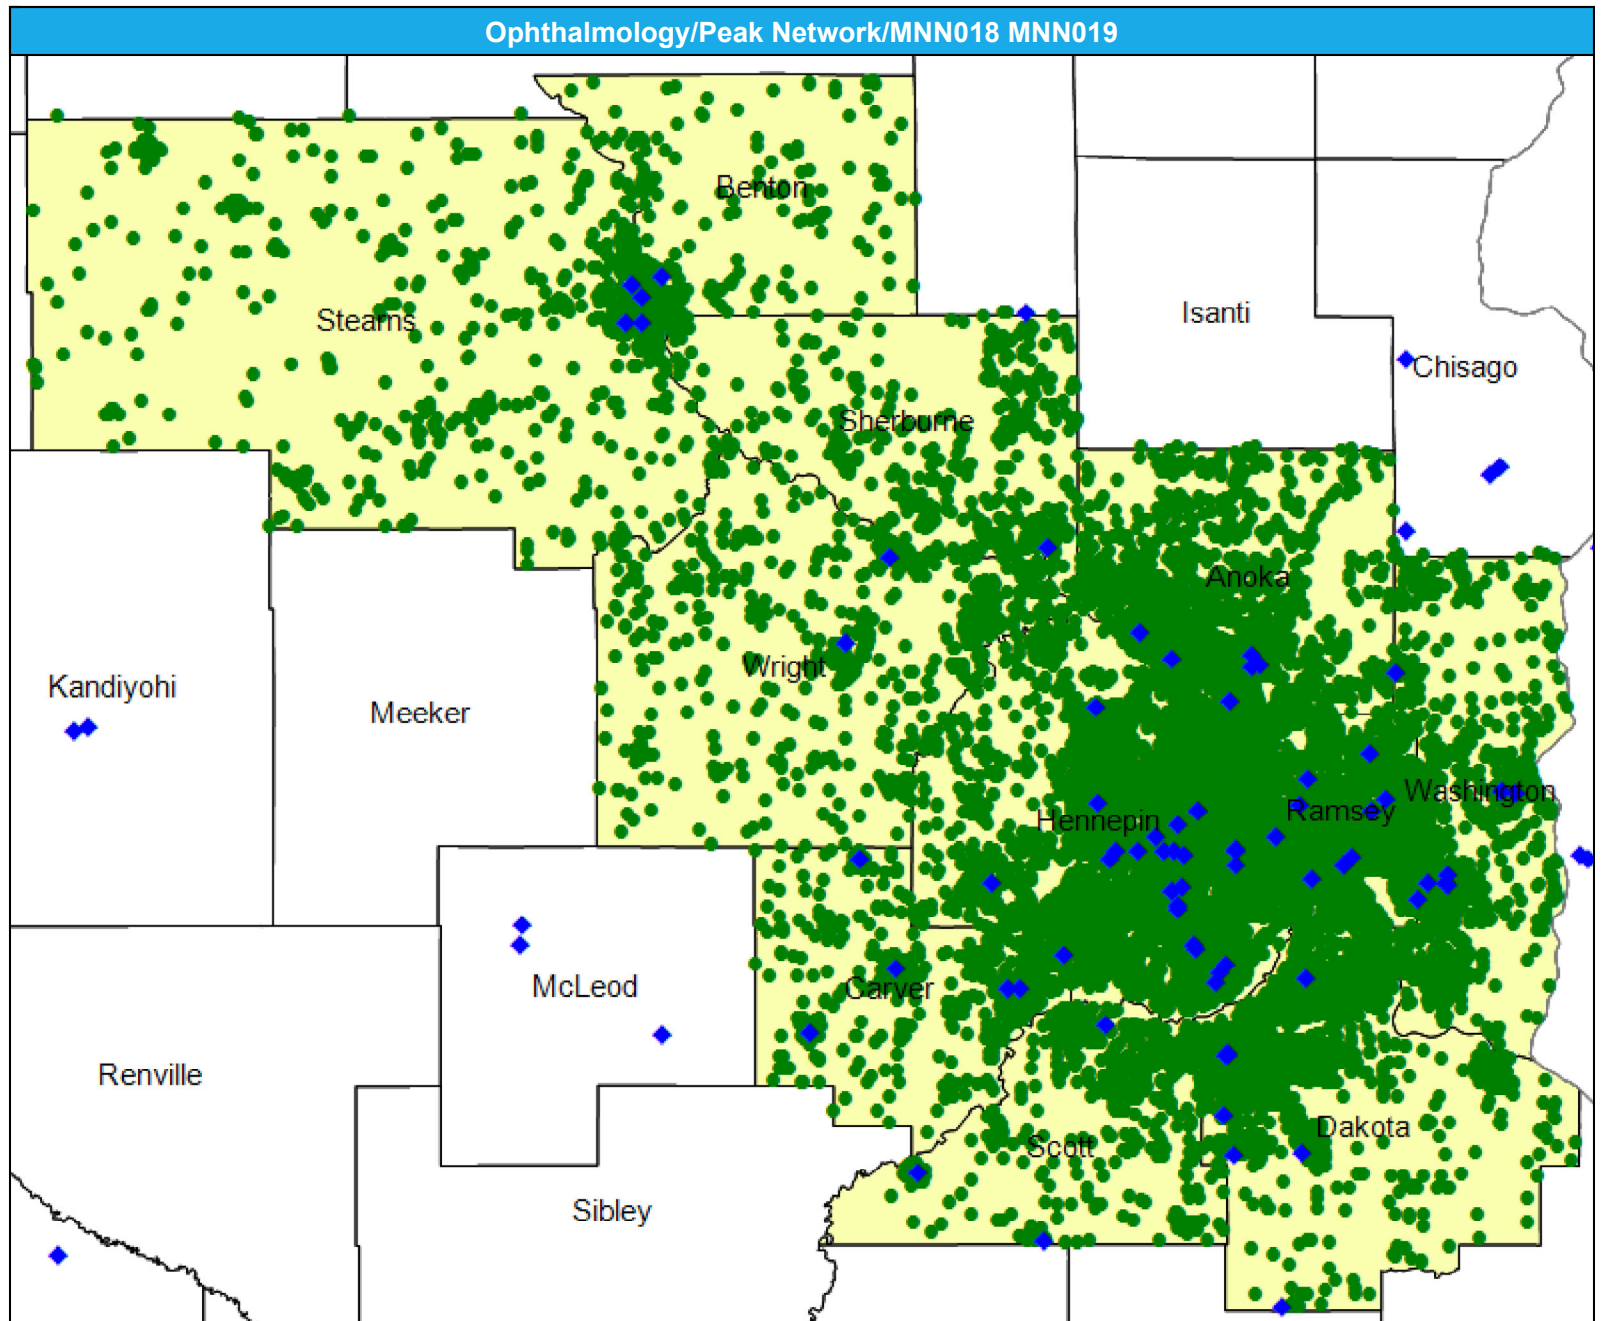 Ophthalmology/Peak Network/MNN018 MNN019
Benton
Stearns
Isanti
Chisago
Sherburne
Anoka
Wright
Kandiyohi
Meeker
Washington
Ramsey
Hennepin
McLeod
Carver
Renville
Dakota
Scott
Sibley